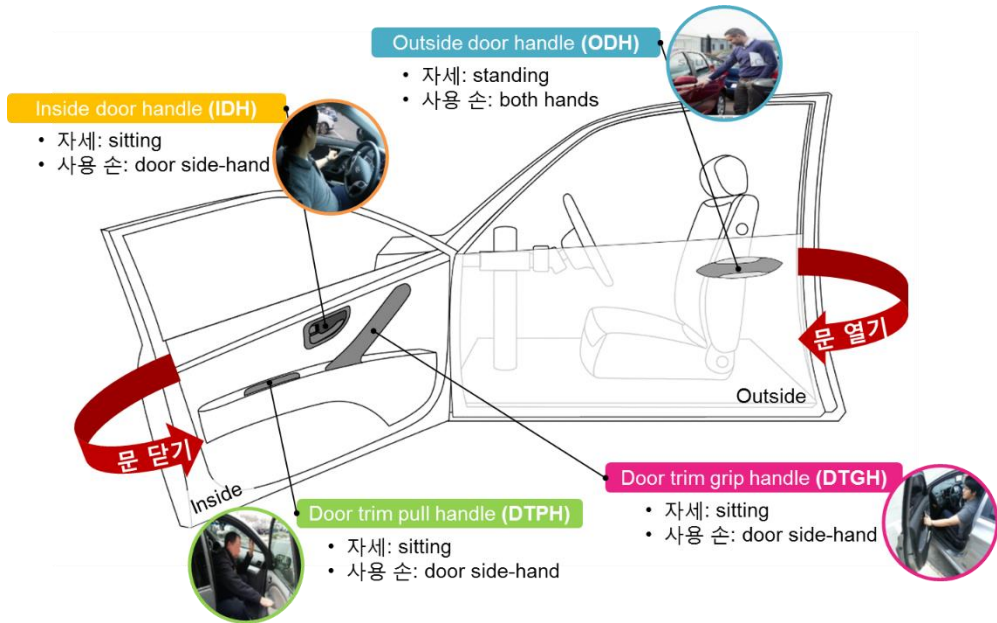 Outside door handle (ODH)
• 자세: standing
• 사용 손: both hands
Inside door handle (IDH)
• 자세: sitting
• 사용 손: door side-hand
문 열기
Outside
문 닫기
Inside
Door trim grip handle (DTGH)
• 자세: sitting
• 사용 손: door side-hand
Door trim pull handle (DTPH)
• 자세: sitting
• 사용 손: door side-hand